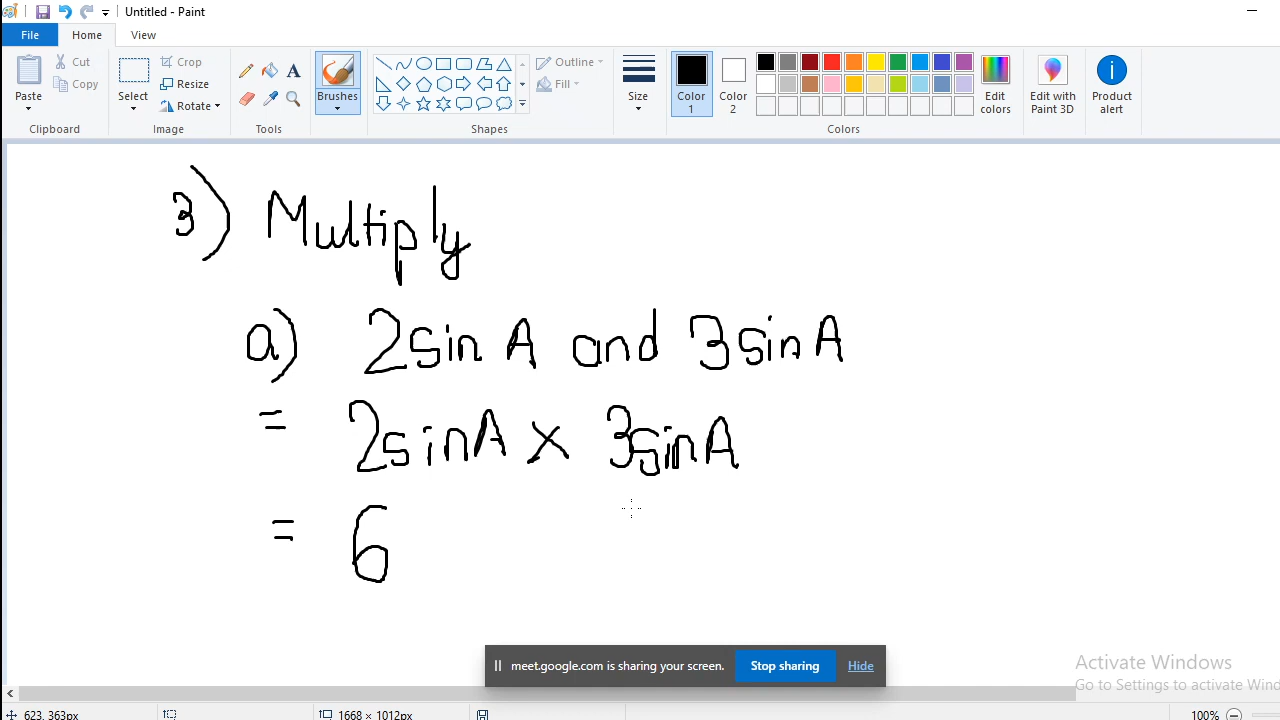 Untitled - Paint
File Home View
Paste Cut Copy Clipboard
Select Crop Resize Rotate Image
Tools
Brushes
Outline Fill Shapes
Size
Color 1 Color 2 Edit colors Colors
Edit with Paint 3D Product alert
3) Multiply
a) 2sin A and 3sin A
= 2sinA × 3sinA
= 6
meet.google.com is sharing your screen. Stop sharing Hide
Activate Windows
Go to Settings to activate Wind
623, 363px 1668 × 1012px 100%